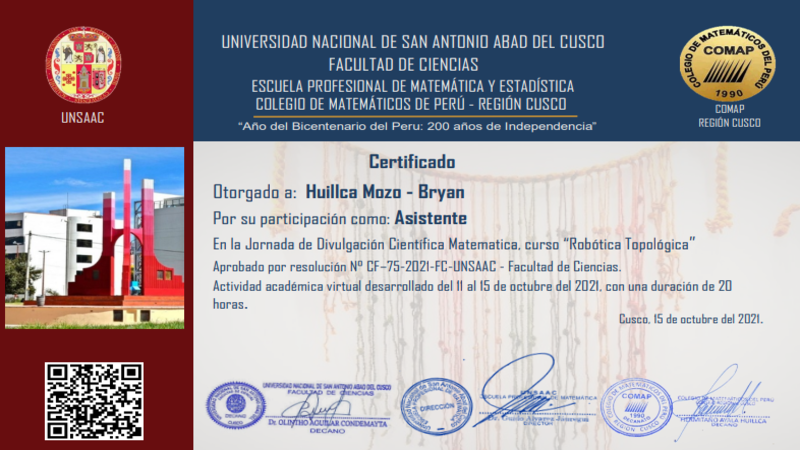 UNSAAC
UNIVERSIDAD NACIONAL DE SAN ANTONIO ABAD DEL CUSCO
FACULTAD DE CIENCIAS
ESCUELA PROFESIONAL DE MATEMÁTICA Y ESTADÍSTICA
COLEGIO DE MATEMÁTICOS DE PERÚ - REGIÓN CUSCO
“Año del Bicentenario del Peru: 200 años de Independencia”
COLEGIO DE MATEMÁTICOS DEL PERÚ
COMAP
1990
COMAP
REGIÓN CUSCO
Certificado
Otorgado a: Huillca Mozo - Bryan
Por su participación como: Asistente
En la Jornada de Divulgación Científica Matematica, curso “Robótica Topológica”
Aprobado por resolución N° CF–75-2021-FC-UNSAAC - Facultad de Ciencias.
Actividad académica virtual desarrollado del 11 al 15 de octubre del 2021, con una duración de 20
horas.
Cusco, 15 de octubre del 2021.
DECANO
CUSCO
UNIVERSIDAD NACIONAL DE SAN ANTONIO ABAD DEL CUSCO
FACULTAD DE CIENCIAS
Dr. OLINTHO AGUILAR CONDEMAYTA
DECANO
DIRECCIÓN
UNSAAC
ESCUELA PROFESIONAL DE MATEMÁTICA
DIRECTOR
COMAP
1990
DECANATO
COLEGIO DE MATEMÁTICOS DEL PERÚ
HUILLCA
DECANO